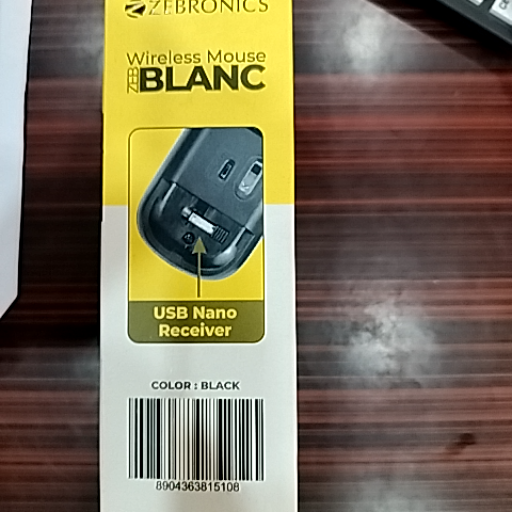 ZEBRONICS
Wireless Mouse
ZEB BLANC
USB Nano
Receiver
COLOR : BLACK
8904363815108